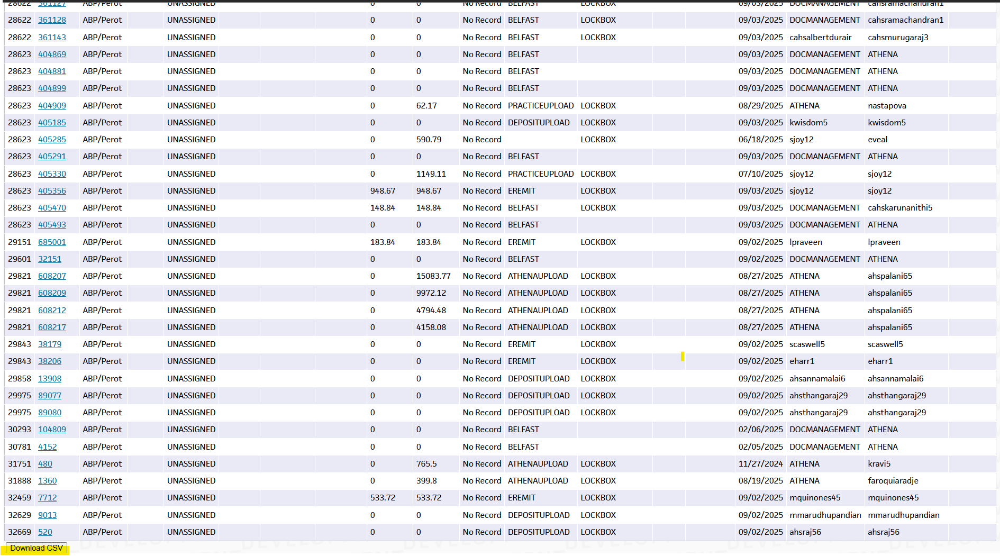 28622 361127 ABP/Perot UNASSIGNED 0 0 No Record BELFAST LOCKBOX 09/03/2025 DOCMANAGEMENT cahsramachandran1
28622 361128 ABP/Perot UNASSIGNED 0 0 No Record BELFAST LOCKBOX 09/03/2025 DOCMANAGEMENT cahsramachandran1
28622 361143 ABP/Perot UNASSIGNED 0 0 No Record BELFAST LOCKBOX 09/03/2025 cahsalbertdurair cahsmurugaraj3
28623 404869 ABP/Perot UNASSIGNED 0 0 No Record BELFAST 09/03/2025 DOCMANAGEMENT ATHENA
28623 404881 ABP/Perot UNASSIGNED 0 0 No Record BELFAST 09/03/2025 DOCMANAGEMENT ATHENA
28623 404899 ABP/Perot UNASSIGNED 0 0 No Record BELFAST 09/03/2025 DOCMANAGEMENT ATHENA
28623 404909 ABP/Perot UNASSIGNED 0 62.17 No Record PRACTICEUPLOAD LOCKBOX 08/29/2025 ATHENA nastapova
28623 405185 ABP/Perot UNASSIGNED 0 0 No Record DEPOSITUPLOAD LOCKBOX 09/03/2025 kwisdom5 kwisdom5
28623 405285 ABP/Perot UNASSIGNED 0 590.79 No Record LOCKBOX 06/18/2025 sjoy12 eveal
28623 405291 ABP/Perot UNASSIGNED 0 0 No Record BELFAST 09/03/2025 DOCMANAGEMENT ATHENA
28623 405330 ABP/Perot UNASSIGNED 0 1149.11 No Record PRACTICEUPLOAD LOCKBOX 07/10/2025 sjoy12 sjoy12
28623 405356 ABP/Perot UNASSIGNED 948.67 948.67 No Record EREMIT LOCKBOX 09/03/2025 sjoy12 sjoy12
28623 405470 ABP/Perot UNASSIGNED 148.84 148.84 No Record BELFAST LOCKBOX 09/03/2025 DOCMANAGEMENT cahskarunanithi5
28623 405493 ABP/Perot UNASSIGNED 0 0 No Record BELFAST 09/03/2025 DOCMANAGEMENT ATHENA
29151 685001 ABP/Perot UNASSIGNED 183.84 183.84 No Record EREMIT LOCKBOX 09/02/2025 lpraveen lpraveen
29601 32151 ABP/Perot UNASSIGNED 0 0 No Record BELFAST 09/02/2025 DOCMANAGEMENT ATHENA
29821 608207 ABP/Perot UNASSIGNED 0 15083.77 No Record ATHENAUPLOAD LOCKBOX 08/27/2025 ATHENA ahspalani65
29821 608209 ABP/Perot UNASSIGNED 0 9972.12 No Record ATHENAUPLOAD LOCKBOX 08/27/2025 ATHENA ahspalani65
29821 608212 ABP/Perot UNASSIGNED 0 4794.48 No Record ATHENAUPLOAD LOCKBOX 08/27/2025 ATHENA ahspalani65
29821 608217 ABP/Perot UNASSIGNED 0 4158.08 No Record ATHENAUPLOAD LOCKBOX 08/27/2025 ATHENA ahspalani65
29843 38179 ABP/Perot UNASSIGNED 0 0 No Record EREMIT LOCKBOX 09/02/2025 scaswell5 scaswell5
29843 38206 ABP/Perot UNASSIGNED 0 0 No Record EREMIT LOCKBOX 09/02/2025 eharr1 eharr1
29858 13908 ABP/Perot UNASSIGNED 0 0 No Record DEPOSITUPLOAD LOCKBOX 09/02/2025 ahsannamalai6 ahsannamalai6
29975 89077 ABP/Perot UNASSIGNED 0 0 No Record DEPOSITUPLOAD LOCKBOX 09/02/2025 ahsthangaraj29 ahsthangaraj29
29975 89080 ABP/Perot UNASSIGNED 0 0 No Record DEPOSITUPLOAD LOCKBOX 09/02/2025 ahsthangaraj29 ahsthangaraj29
30293 104809 ABP/Perot UNASSIGNED 0 0 No Record BELFAST 02/06/2025 DOCMANAGEMENT ATHENA
30781 4152 ABP/Perot UNASSIGNED 0 0 No Record BELFAST 02/05/2025 DOCMANAGEMENT ATHENA
31751 480 ABP/Perot UNASSIGNED 0 765.5 No Record ATHENAUPLOAD LOCKBOX 11/27/2024 ATHENA kravi5
31888 1360 ABP/Perot UNASSIGNED 0 399.8 No Record ATHENAUPLOAD LOCKBOX 08/19/2025 ATHENA faroquiaradje
32459 7712 ABP/Perot UNASSIGNED 533.72 533.72 No Record EREMIT LOCKBOX 09/02/2025 mquinones45 mquinones45
32629 9013 ABP/Perot UNASSIGNED 0 0 No Record DEPOSITUPLOAD LOCKBOX 09/02/2025 mmarudhupandian mmarudhupandian
32669 520 ABP/Perot UNASSIGNED 0 0 No Record DEPOSITUPLOAD LOCKBOX 09/02/2025 ahsraj56 ahsraj56
Download CSV